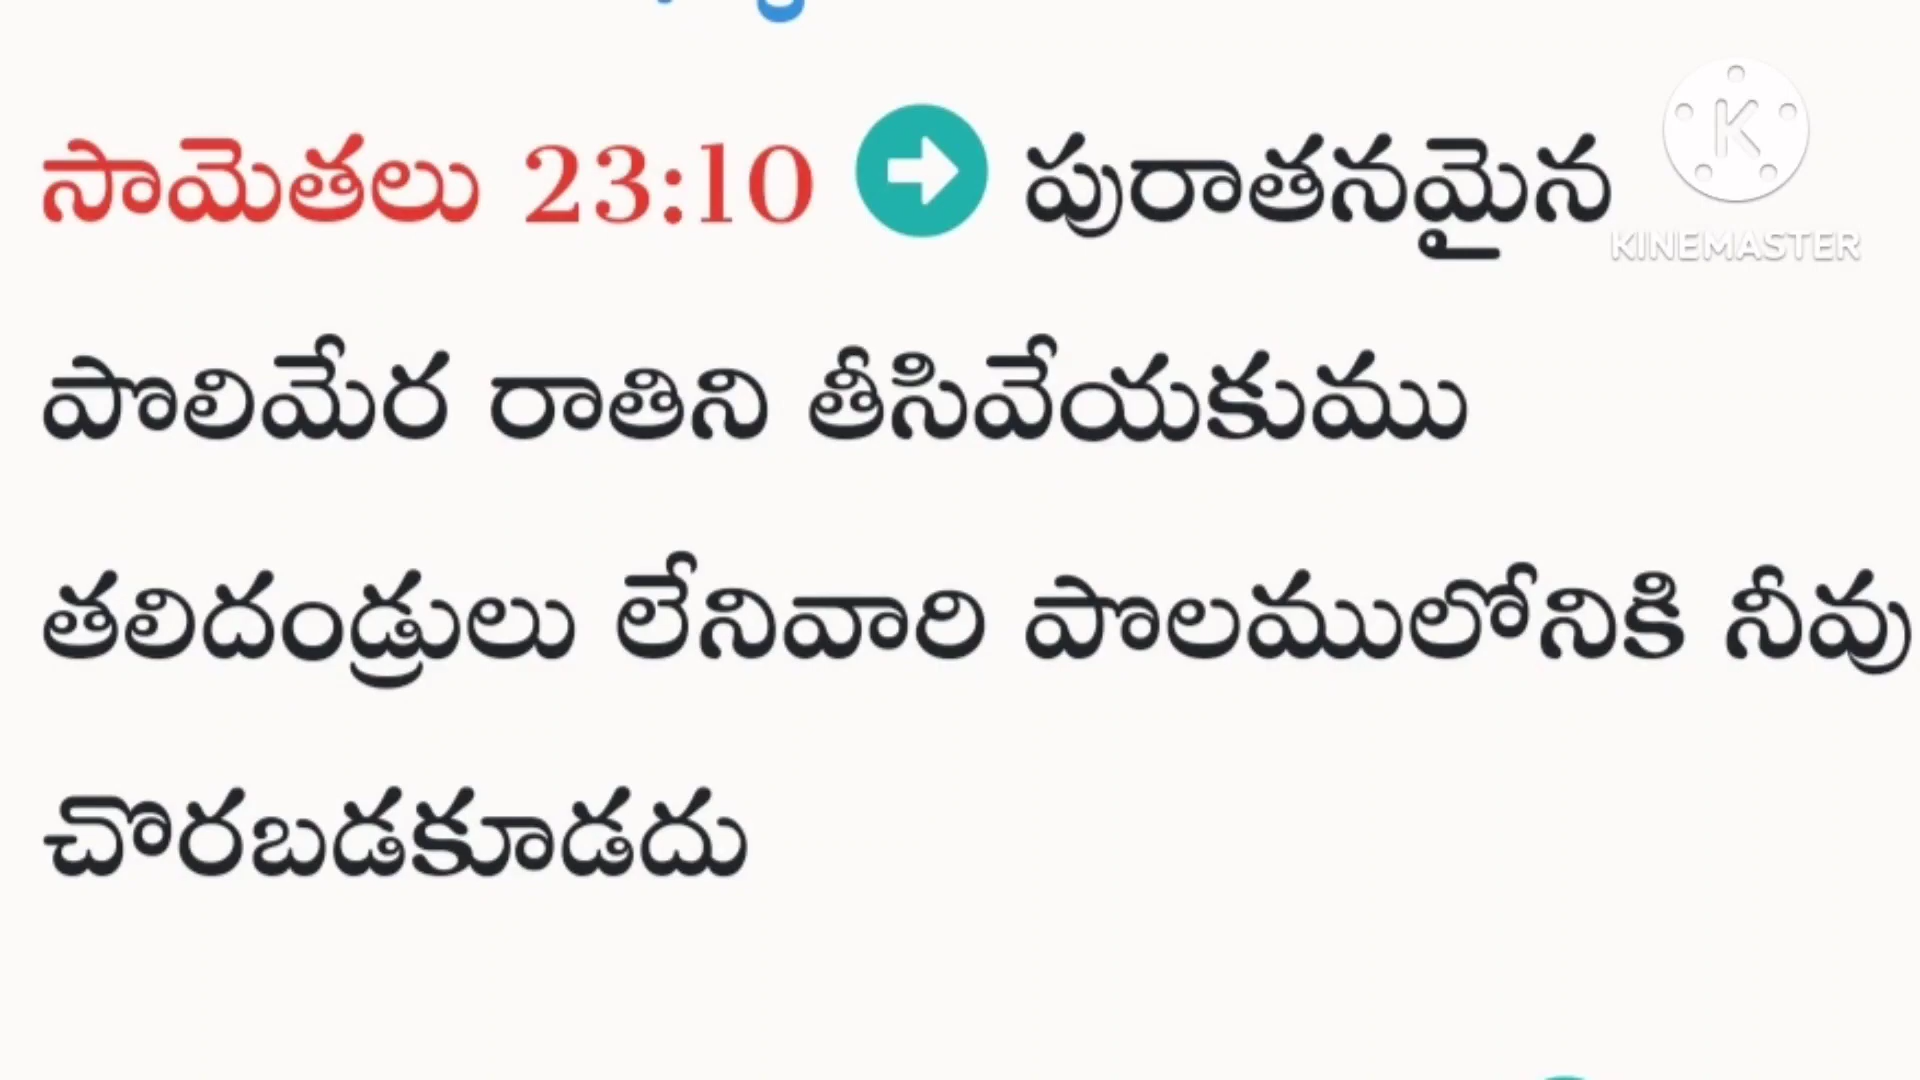 సామెతలు 23:10 పురాతనమైన
KINEMASTER
పొలిమేర రాతిని తీసివేయకుము
తలిదండ్రులు లేనివారి పొలములోనికి నీవు
చొరబడకూడదు